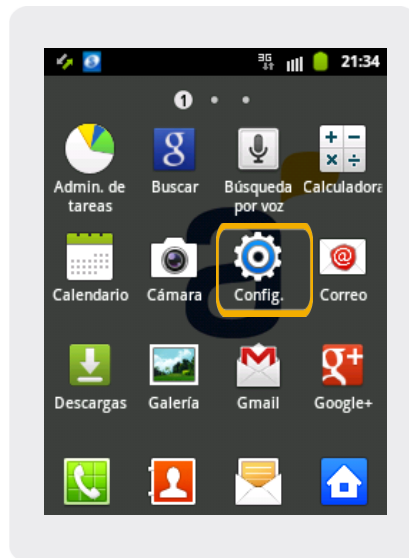 3G 21:34
1
Admin. de tareas Buscar Búsqueda por voz Calculadora
Calendario Cámara Config. Correo
Descargas Galería Gmail Google+